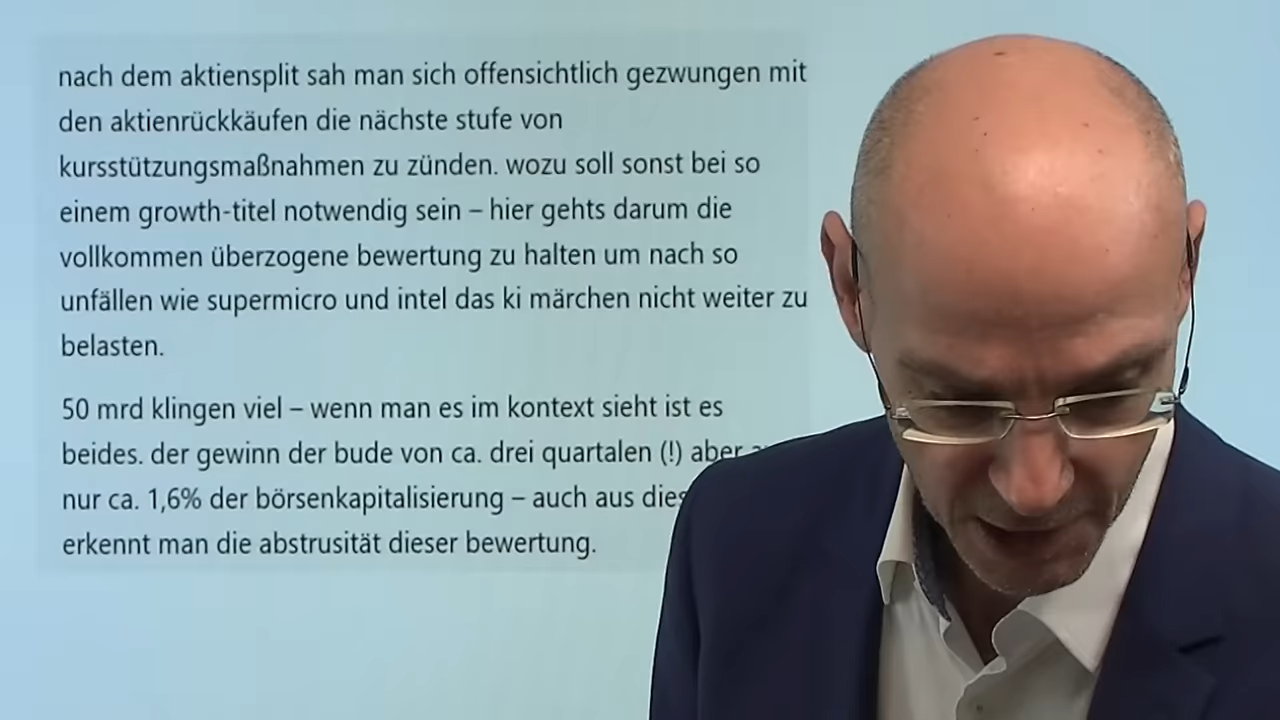 nach dem aktiensplit sah man sich offensichtlich gezwungen mit
den aktienrückkäufen die nächste stufe von
kursstützungsmaßnahmen zu zünden. wozu soll sonst bei so
einem growth-titel notwendig sein – hier gehts darum die
vollkommen überzogene bewertung zu halten um nach so
unfällen wie supermicro und intel das ki märchen nicht weiter zu
belasten.
50 mrd klingen viel – wenn man es im kontext sieht ist es
beides. der gewinn der bude von ca. drei quartalen (!) aber
nur ca. 1,6% der börsenkapitalisierung – auch aus
erkennt man die abstrusität dieser bewertung.